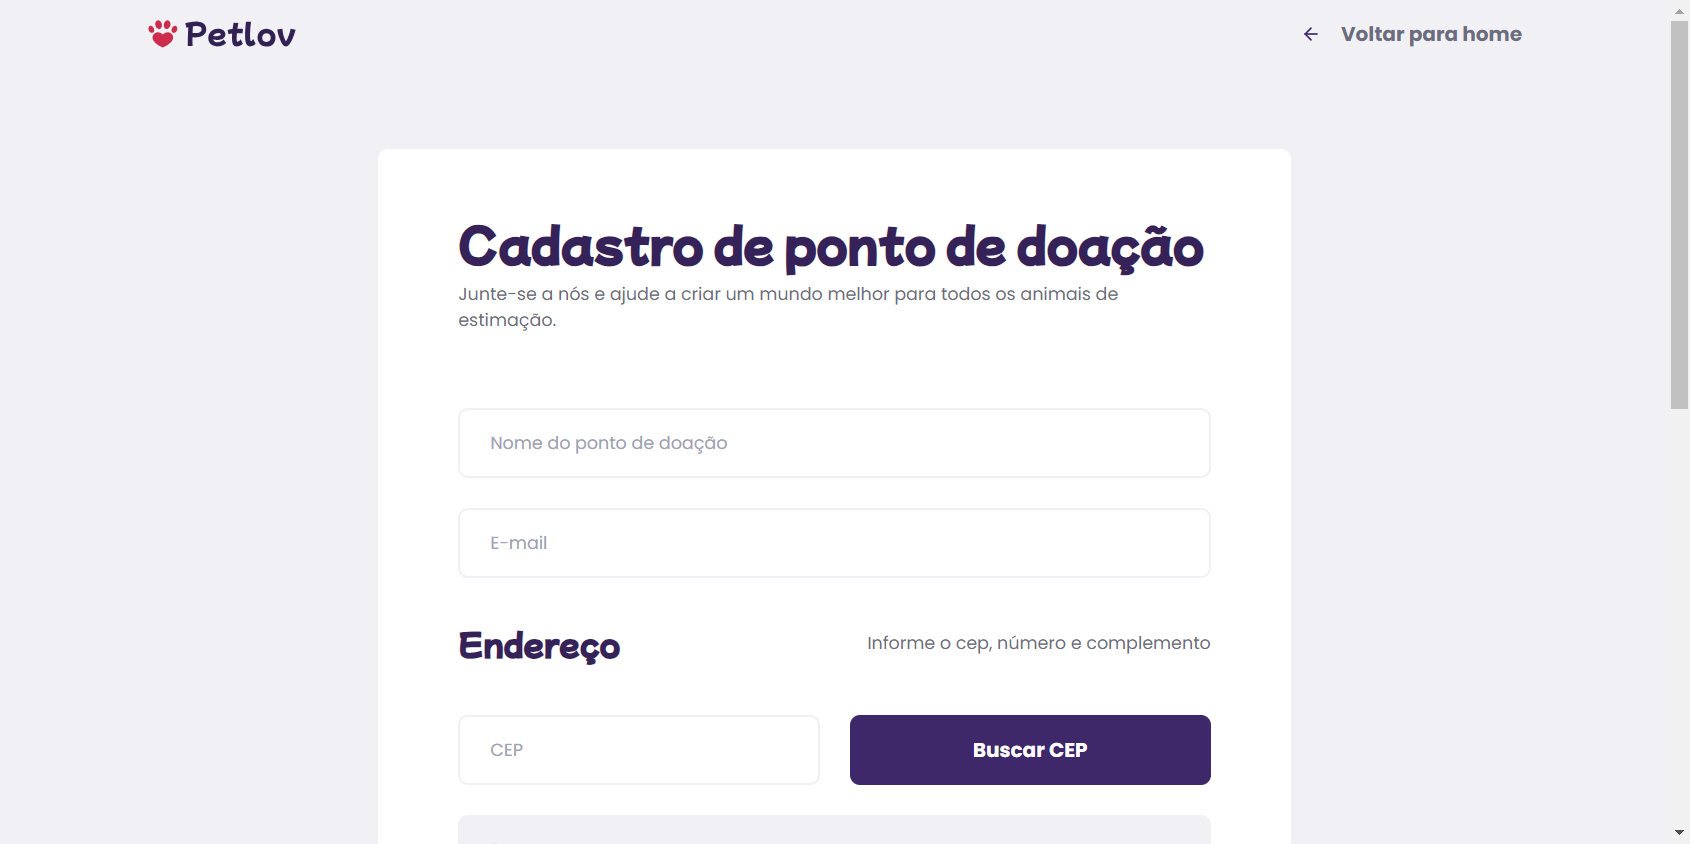 Petlov
Voltar para home
Cadastro de ponto de doação
Junte-se a nós e ajude a criar um mundo melhor para todos os animais de
estimação.
Nome do ponto de doação
E-mail
Endereço
Informe o cep, número e complemento
CEP
Buscar CEP